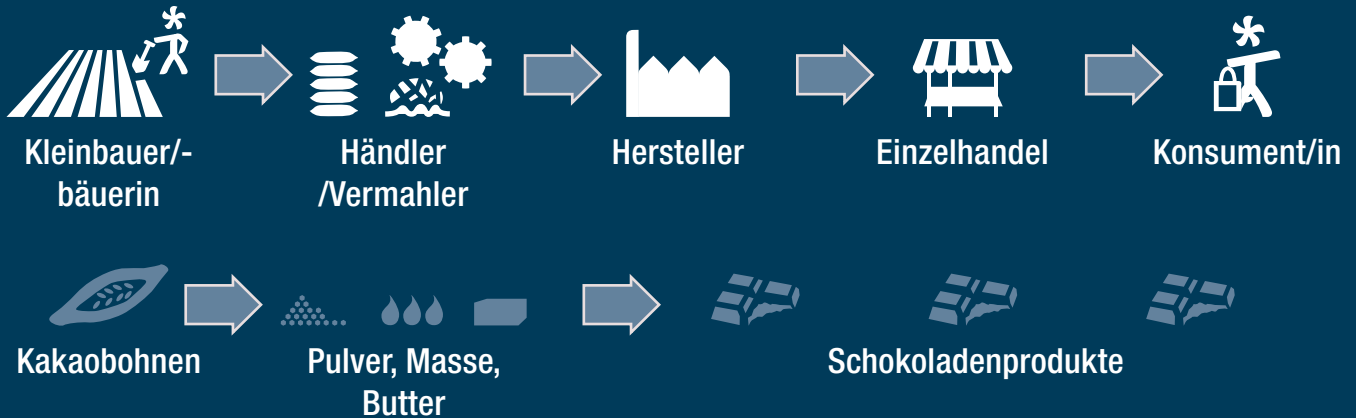 Kleinbauer/-
bäuerin
Händler
/Vermahler
Hersteller
Einzelhandel
Konsument/in
Kakaobohnen
Pulver, Masse,
Butter
Schokoladenprodukte